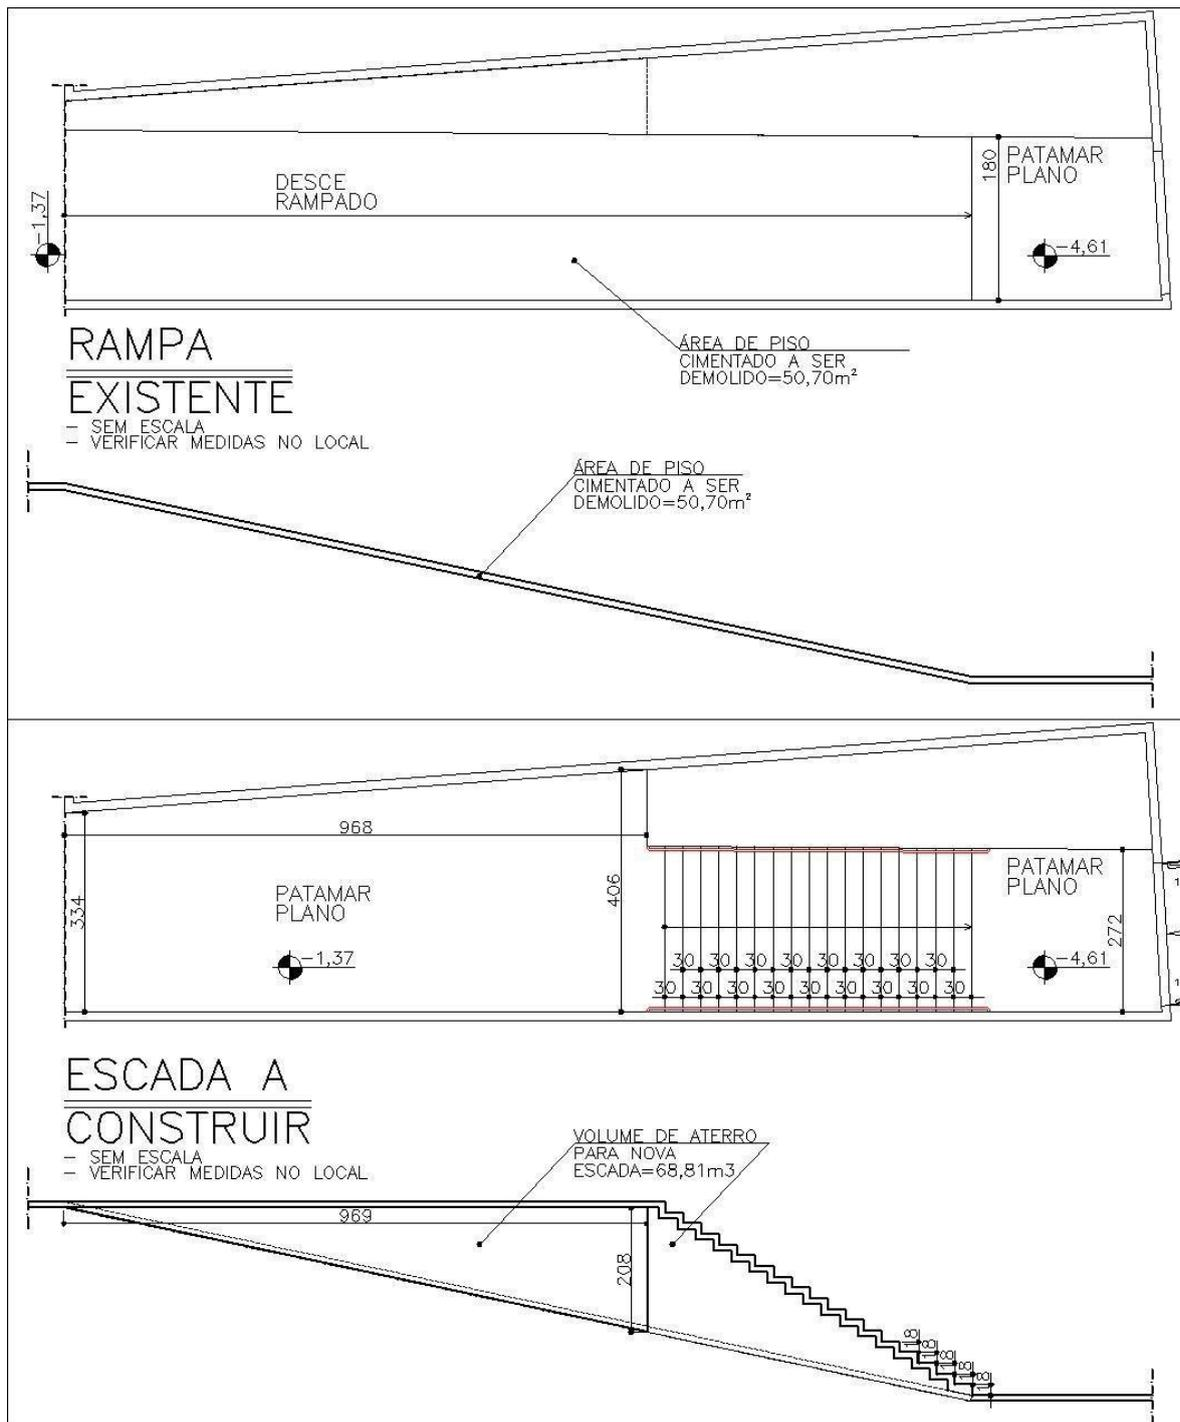 -1,37
DESCE
RAMPADO
180
PATAMAR
PLANO
-4,61
RAMPA
EXISTENTE
- SEM ESCALA
- VERIFICAR MEDIDAS NO LOCAL
ÁREA DE PISO
CIMENTADO A SER
DEMOLIDO=50,70m²
ÁREA DE PISO
CIMENTADO A SER
DEMOLIDO=50,70m²
968
334
PATAMAR
PLANO
-1,37
406
30 30 30 30 30 30 30 30
30 30 30 30 30 30 30 30 30
PATAMAR
PLANO
-4,61
272
ESCADA A
CONSTRUIR
- SEM ESCALA
- VERIFICAR MEDIDAS NO LOCAL
VOLUME DE ATERRO
PARA NOVA
ESCADA=68,81m3
969
208
18
18
18
18
18